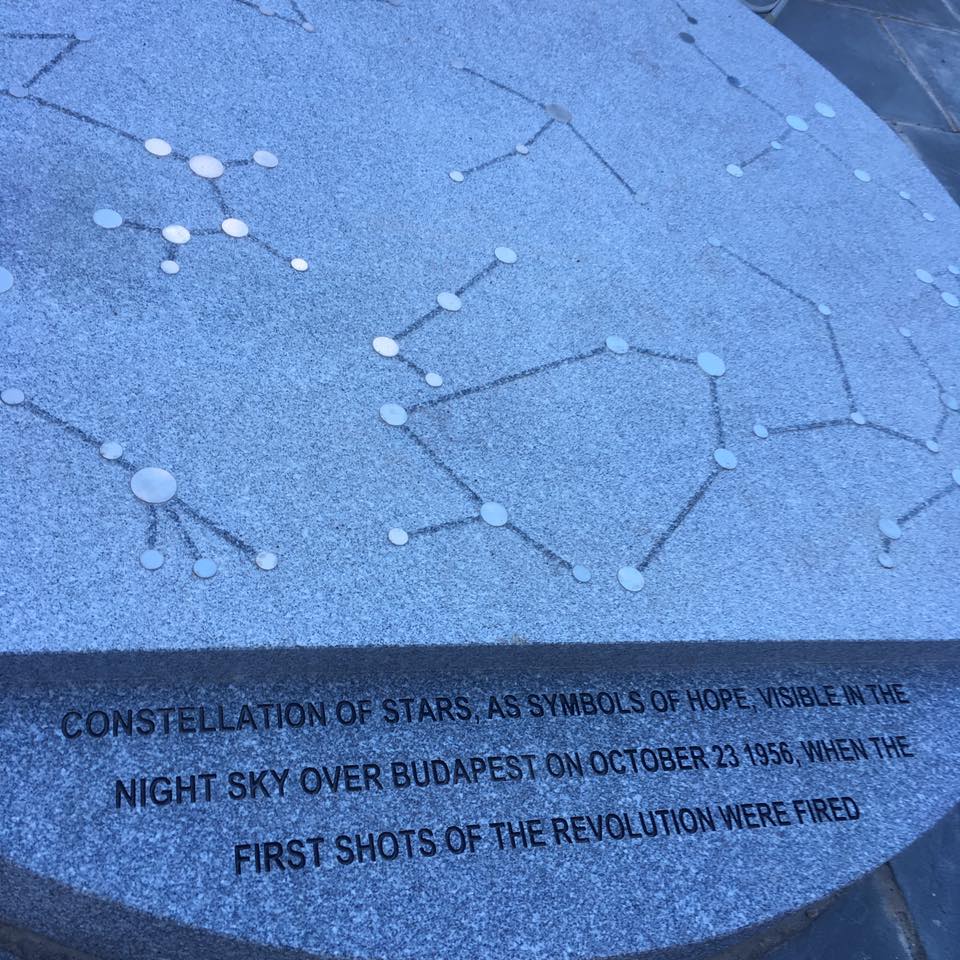 CONSTELLATION OF STARS, AS SYMBOLS OF HOPE, VISIBLE IN THE
NIGHT SKY OVER BUDAPEST ON OCTOBER 23 1956, WHEN THE
FIRST SHOTS OF THE REVOLUTION WERE FIRED